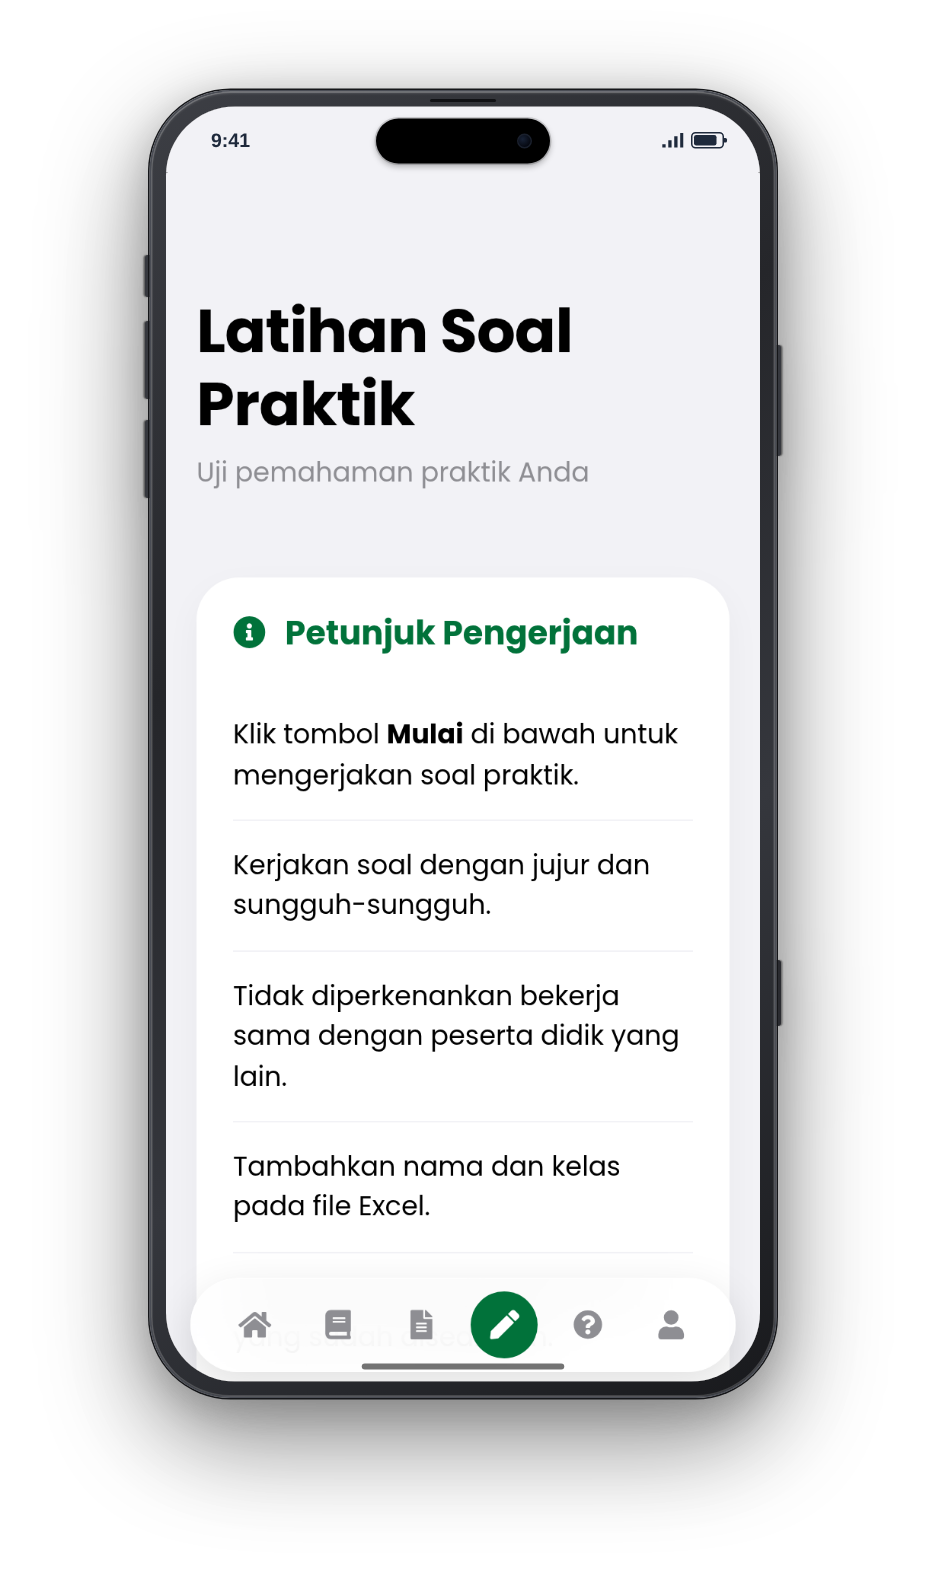 9:41
Latihan Soal
Praktik
Uji pemahaman praktik Anda
Petunjuk Pengerjaan
Klik tombol Mulai di bawah untuk
mengerjakan soal praktik.
Kerjakan soal dengan jujur dan
sungguh-sungguh.
Tidak diperkenankan bekerja
sama dengan peserta didik yang
lain.
Tambahkan nama dan kelas
pada file Excel.
yang sudah